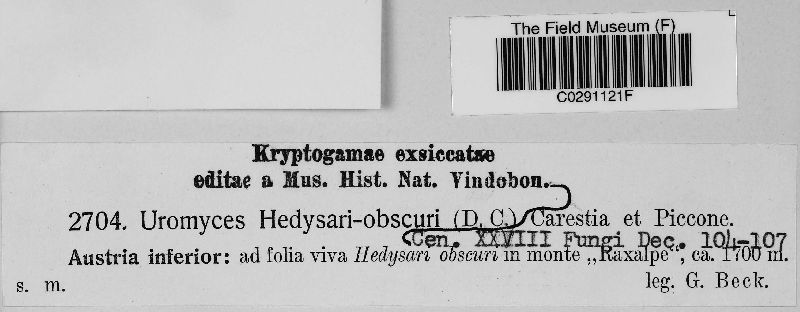 The Field Museum (F)
C0291121F
Kryptogamae exsiccatae
editae a Mus. Hist. Nat. Vindobon.
2704. Uromyces Hedysari-obscuri (D. C.) Carestia et Piccone.
Cen. XXVIII Fungi Dec. 104-107
Austria inferior: ad folia viva Hedysari obscuri in monte „Raxalpe“, ca. 1700 m.
s. m. leg. G. Beck.